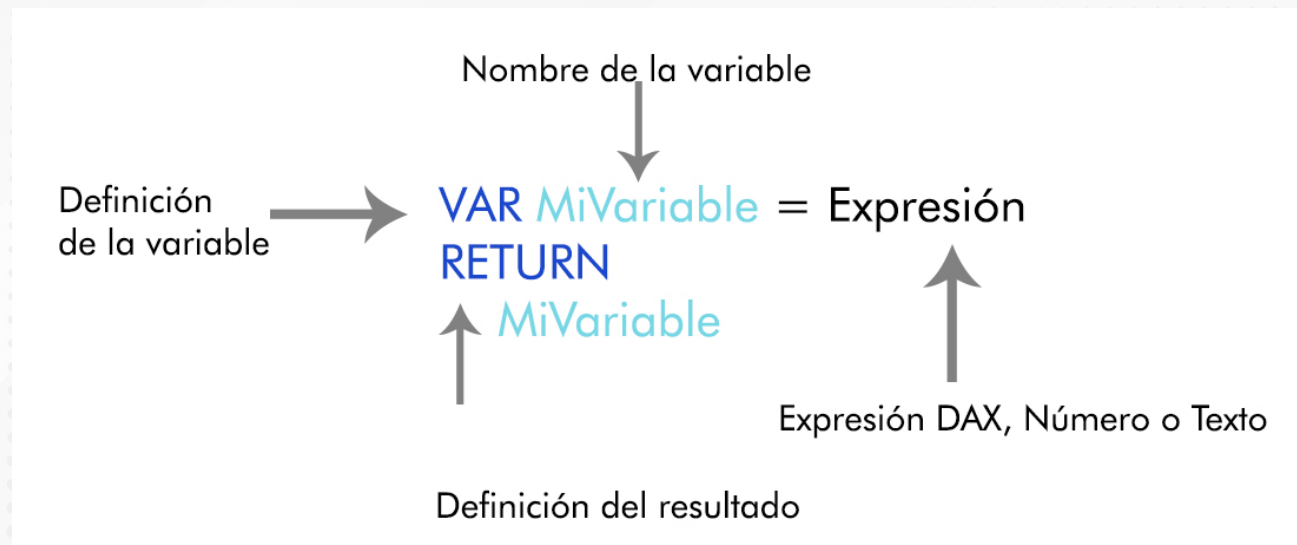 Nombre de la variable
Definición
de la variable
VAR MiVariable = Expresión
RETURN
MiVariable
Expresión DAX, Número o Texto
Definición del resultado